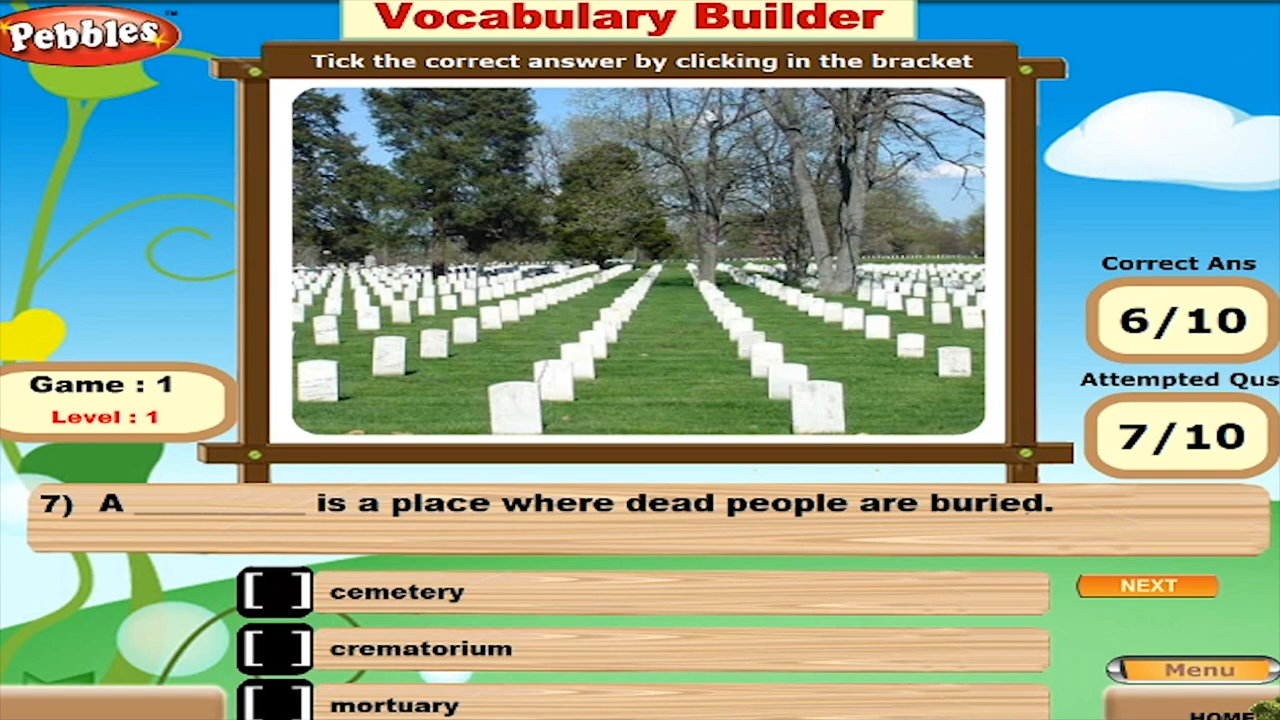 Pebbles™
Vocabulary Builder
Tick the correct answer by clicking in the bracket
Correct Ans
6/10
Attempted Qus
7/10
Game : 1
Level : 1
7) A __________ is a place where dead people are buried.
[ ] cemetery
NEXT
[ ] crematorium
Menu
[ ] mortuary
HOME